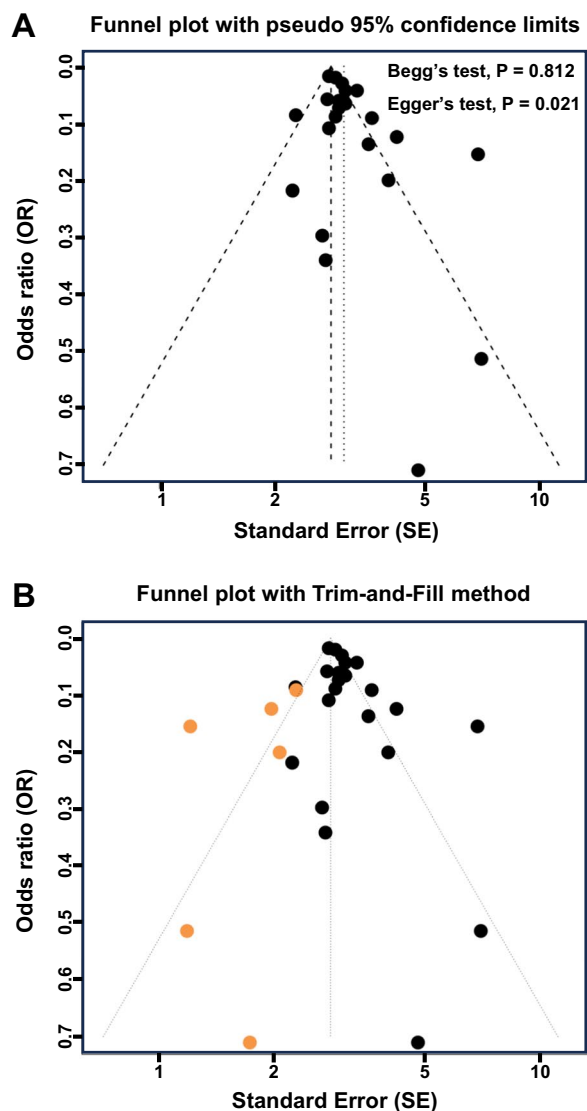 A Funnel plot with pseudo 95% confidence limits
Begg's test, P = 0.812
Egger's test, P = 0.021
Odds ratio (OR)
0.0
0.1
0.2
0.3
0.4
0.5
0.6
0.7
1 2 5 10
Standard Error (SE)
B Funnel plot with Trim-and-Fill method
Odds ratio (OR)
0.0
0.1
0.2
0.3
0.4
0.5
0.6
0.7
1 2 5 10
Standard Error (SE)